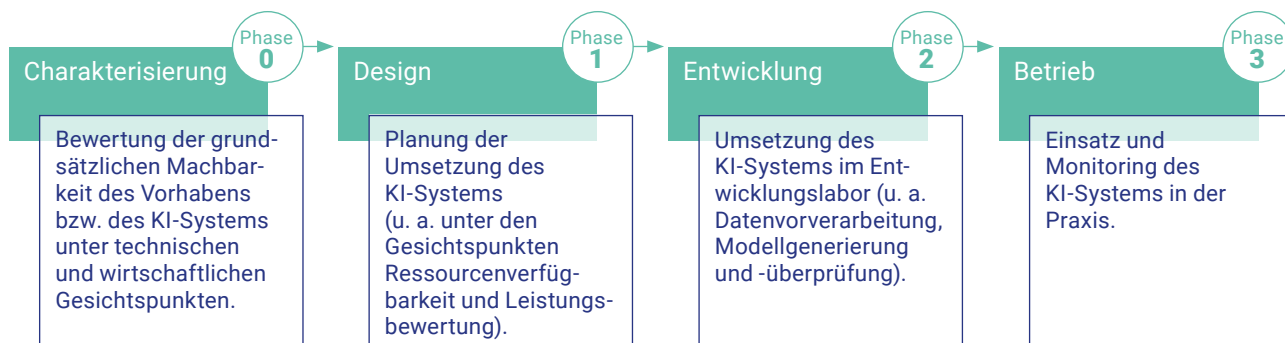 Charakterisierung
Phase
0
Bewertung der grund-
sätzlichen Machbar-
keit des Vorhabens
bzw. des KI-Systems
unter technischen
und wirtschaftlichen
Gesichtspunkten.
Design
Phase
1
Planung der
Umsetzung des
KI-Systems
(u. a. unter den
Gesichtspunkten
Ressourcenverfüg-
barkeit und Leistungs-
bewertung).
Entwicklung
Phase
2
Umsetzung des
KI-Systems im Ent-
wicklungslabor (u. a.
Datenvorverarbeitung,
Modellgenerierung
und -überprüfung).
Betrieb
Phase
3
Einsatz und
Monitoring des
KI-Systems in der
Praxis.